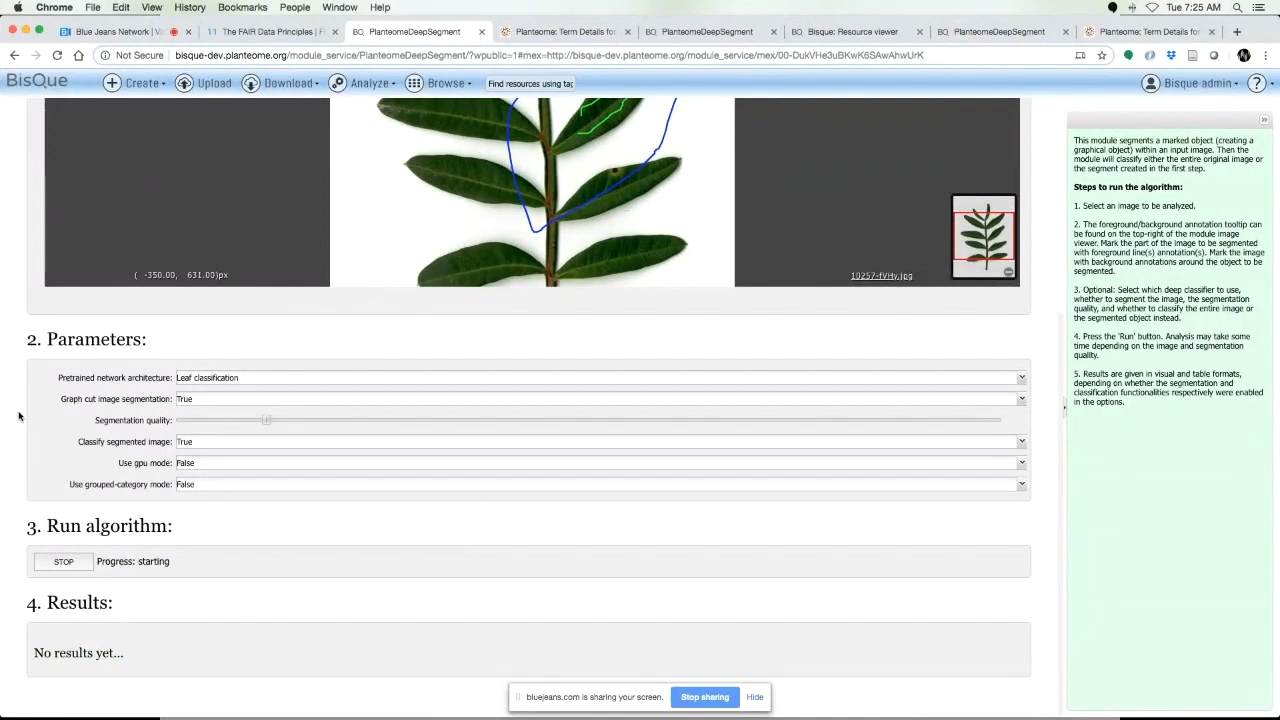 Chrome File Edit View History Bookmarks People Window Help Tue 7:25 AM
Blue Jeans Network | V The FAIR Data Principles | F PlanteomeDeepSegment Planteome: Term Details for PlanteomeDeepSegment Bisque: Resource viewer PlanteomeDeepSegment Planteome: Term Details for
Not Secure bisque-dev.planteome.org/module_service/PlanteomeDeepSegment/?wpublic=1#mex=http://bisque-dev.planteome.org/module_service/mex/00-DukVHe3uBKwK6SAwAhwUrK
BisQue Create Upload Download Analyze Browse Find resources using tag Bisque admin ?
( -350.00, 631.00)px
10257-fVHy.jpg
2. Parameters:
Pretrained network architecture: Leaf classification
Graph cut image segmentation: True
Segmentation quality:
Classify segmented image: True
Use gpu mode: False
Use grouped-category mode: False
3. Run algorithm:
STOP Progress: starting
4. Results:
No results yet...
This module segments a marked object (creating a
graphical object) within an input image. Then the
module will classify either the entire original image or
the segment created in the first step.
Steps to run the algorithm:
1. Select an image to be analyzed.
2. The foreground/background annotation tooltip can
be found on the top-right of the module image
viewer. Mark the part of the image to be segmented
with foreground line(s) annotation(s). Mark the image
with background annotations around the object to be
segmented.
3. Optional: Select which deep classifier to use,
whether to segment the image, the segmentation
quality, and whether to classify the entire image or
the segmented object instead.
4. Press the 'Run' button. Analysis may take some
time depending on the image and segmentation
quality.
5. Results are given in visual and table formats,
depending on whether the segmentation and
classification functionalities respectively were enabled
in the options.
bluejeans.com is sharing your screen. Stop sharing Hide